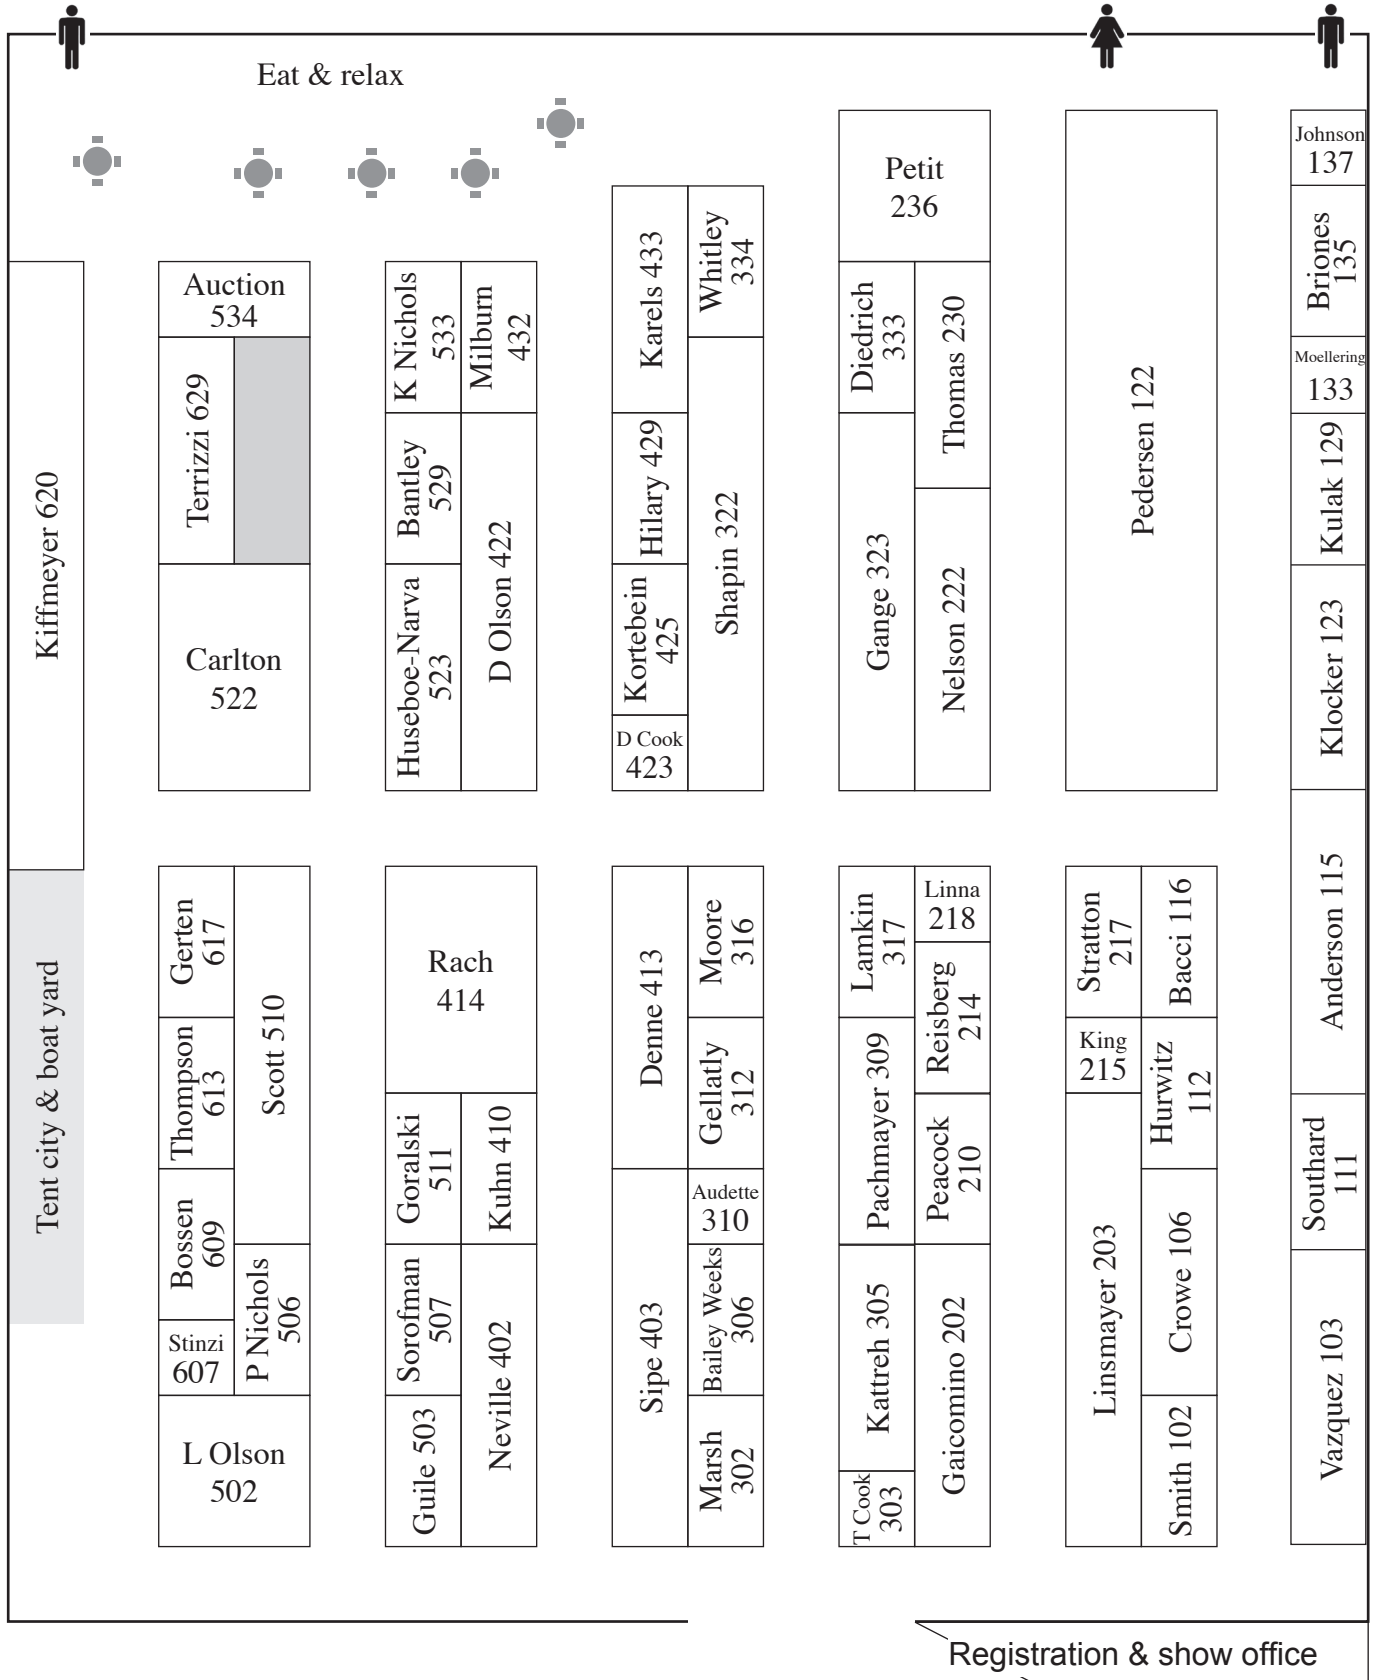 Eat & relax
Kiffmeyer 620
Tent city & boat yard
Auction
534
Terrizzi 629
Carlton
522
Gerten
617
Thompson
613
Bossen
609
Stinzi
607
Scott 510
P Nichols
506
L Olson
502
K Nichols
533
Milburn
432
Bantley
529
Huseboe-Narva
523
D Olson 422
Rach
414
Goralski
511
Kuhn 410
Sorofman
507
Guile 503
Neville 402
Karels 433
Whitley
334
Hilary 429
Kortebein
425
D Cook
423
Shapin 322
Denne 413
Moore
316
Gellatly
312
Audette
310
Sipe 403
Bailey Weeks
306
Marsh
302
Petit
236
Diedrich
333
Thomas 230
Gange 323
Nelson 222
Lamkin
317
Linna
218
Reisberg
214
Pachmayer 309
Peacock
210
Kattreh 305
T Cook
303
Gaicomino 202
Pedersen 122
Stratton
217
Bacci 116
King
215
Hurwitz
112
Linsmayer 203
Crowe 106
Smith 102
Johnson
137
Briones
135
Moellering
133
Kulak 129
Klocker 123
Anderson 115
Southard
111
Vazquez 103
Registration & show office